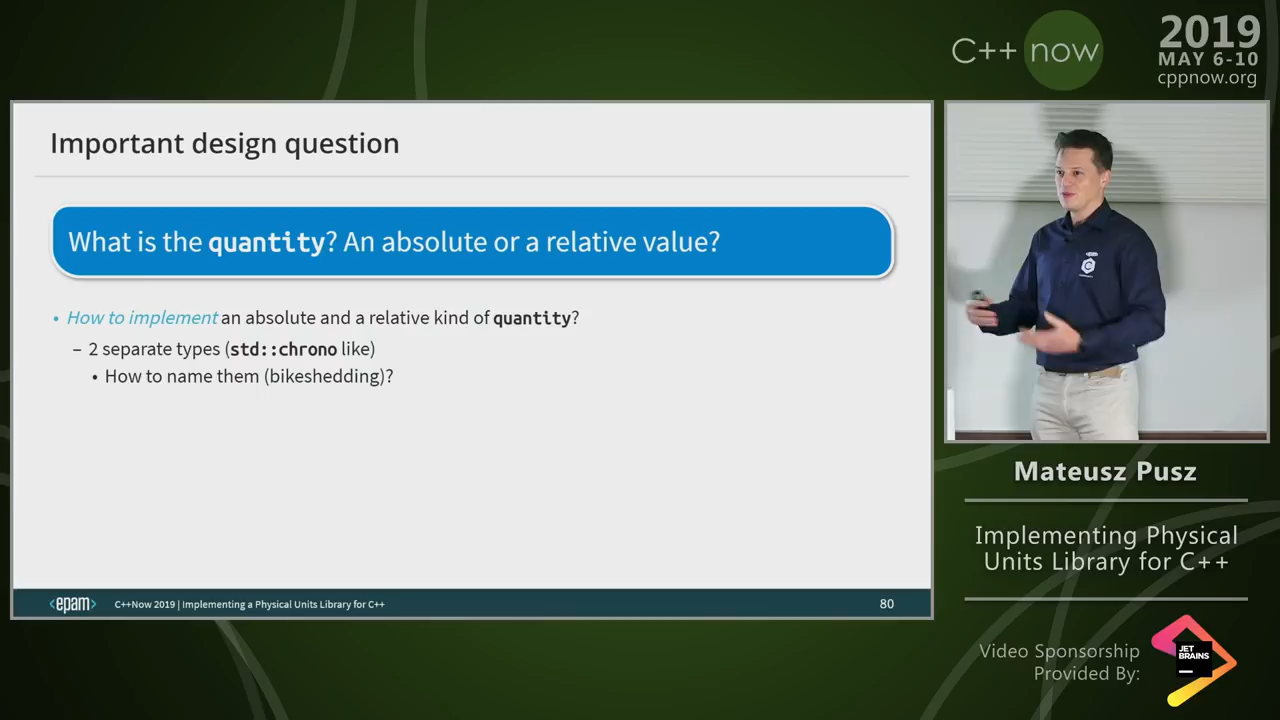 C++ now
2019
MAY 6-10
cppnow.org
Important design question
What is the quantity? An absolute or a relative value?
• How to implement an absolute and a relative kind of quantity?
– 2 separate types (std::chrono like)
• How to name them (bikeshedding)?
<epam>
C++Now 2019 | Implementing a Physical Units Library for C++
80
Mateusz Pusz
Implementing Physical
Units Library for C++
Video Sponsorship
Provided By:
JET
BRAINS